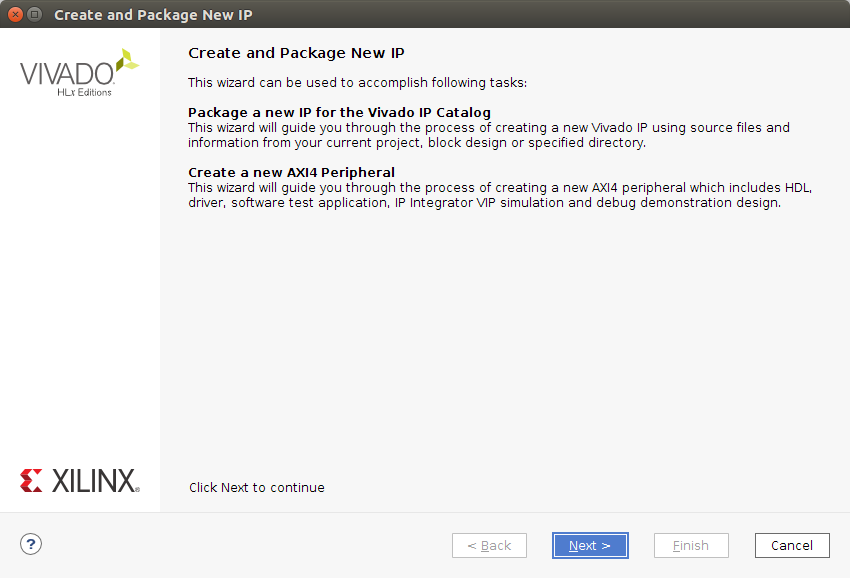 Create and Package New IP
VIVADO.
HLx Editions
Create and Package New IP
This wizard can be used to accomplish following tasks:
Package a new IP for the Vivado IP Catalog
This wizard will guide you through the process of creating a new Vivado IP using source files and
information from your current project, block design or specified directory.
Create a new AXI4 Peripheral
This wizard will guide you through the process of creating a new AXI4 peripheral which includes HDL,
driver, software test application, IP Integrator VIP simulation and debug demonstration design.
XILINX®
Click Next to continue
?
< Back
Next >
Finish
Cancel